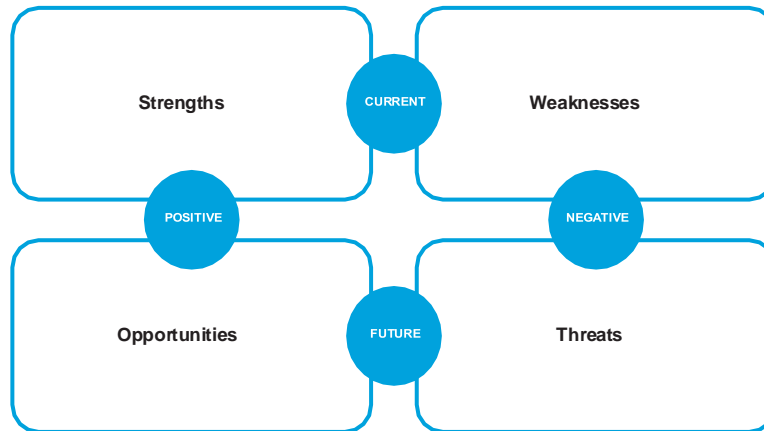 Strengths
CURRENT
Weaknesses
POSITIVE
NEGATIVE
Opportunities
FUTURE
Threats